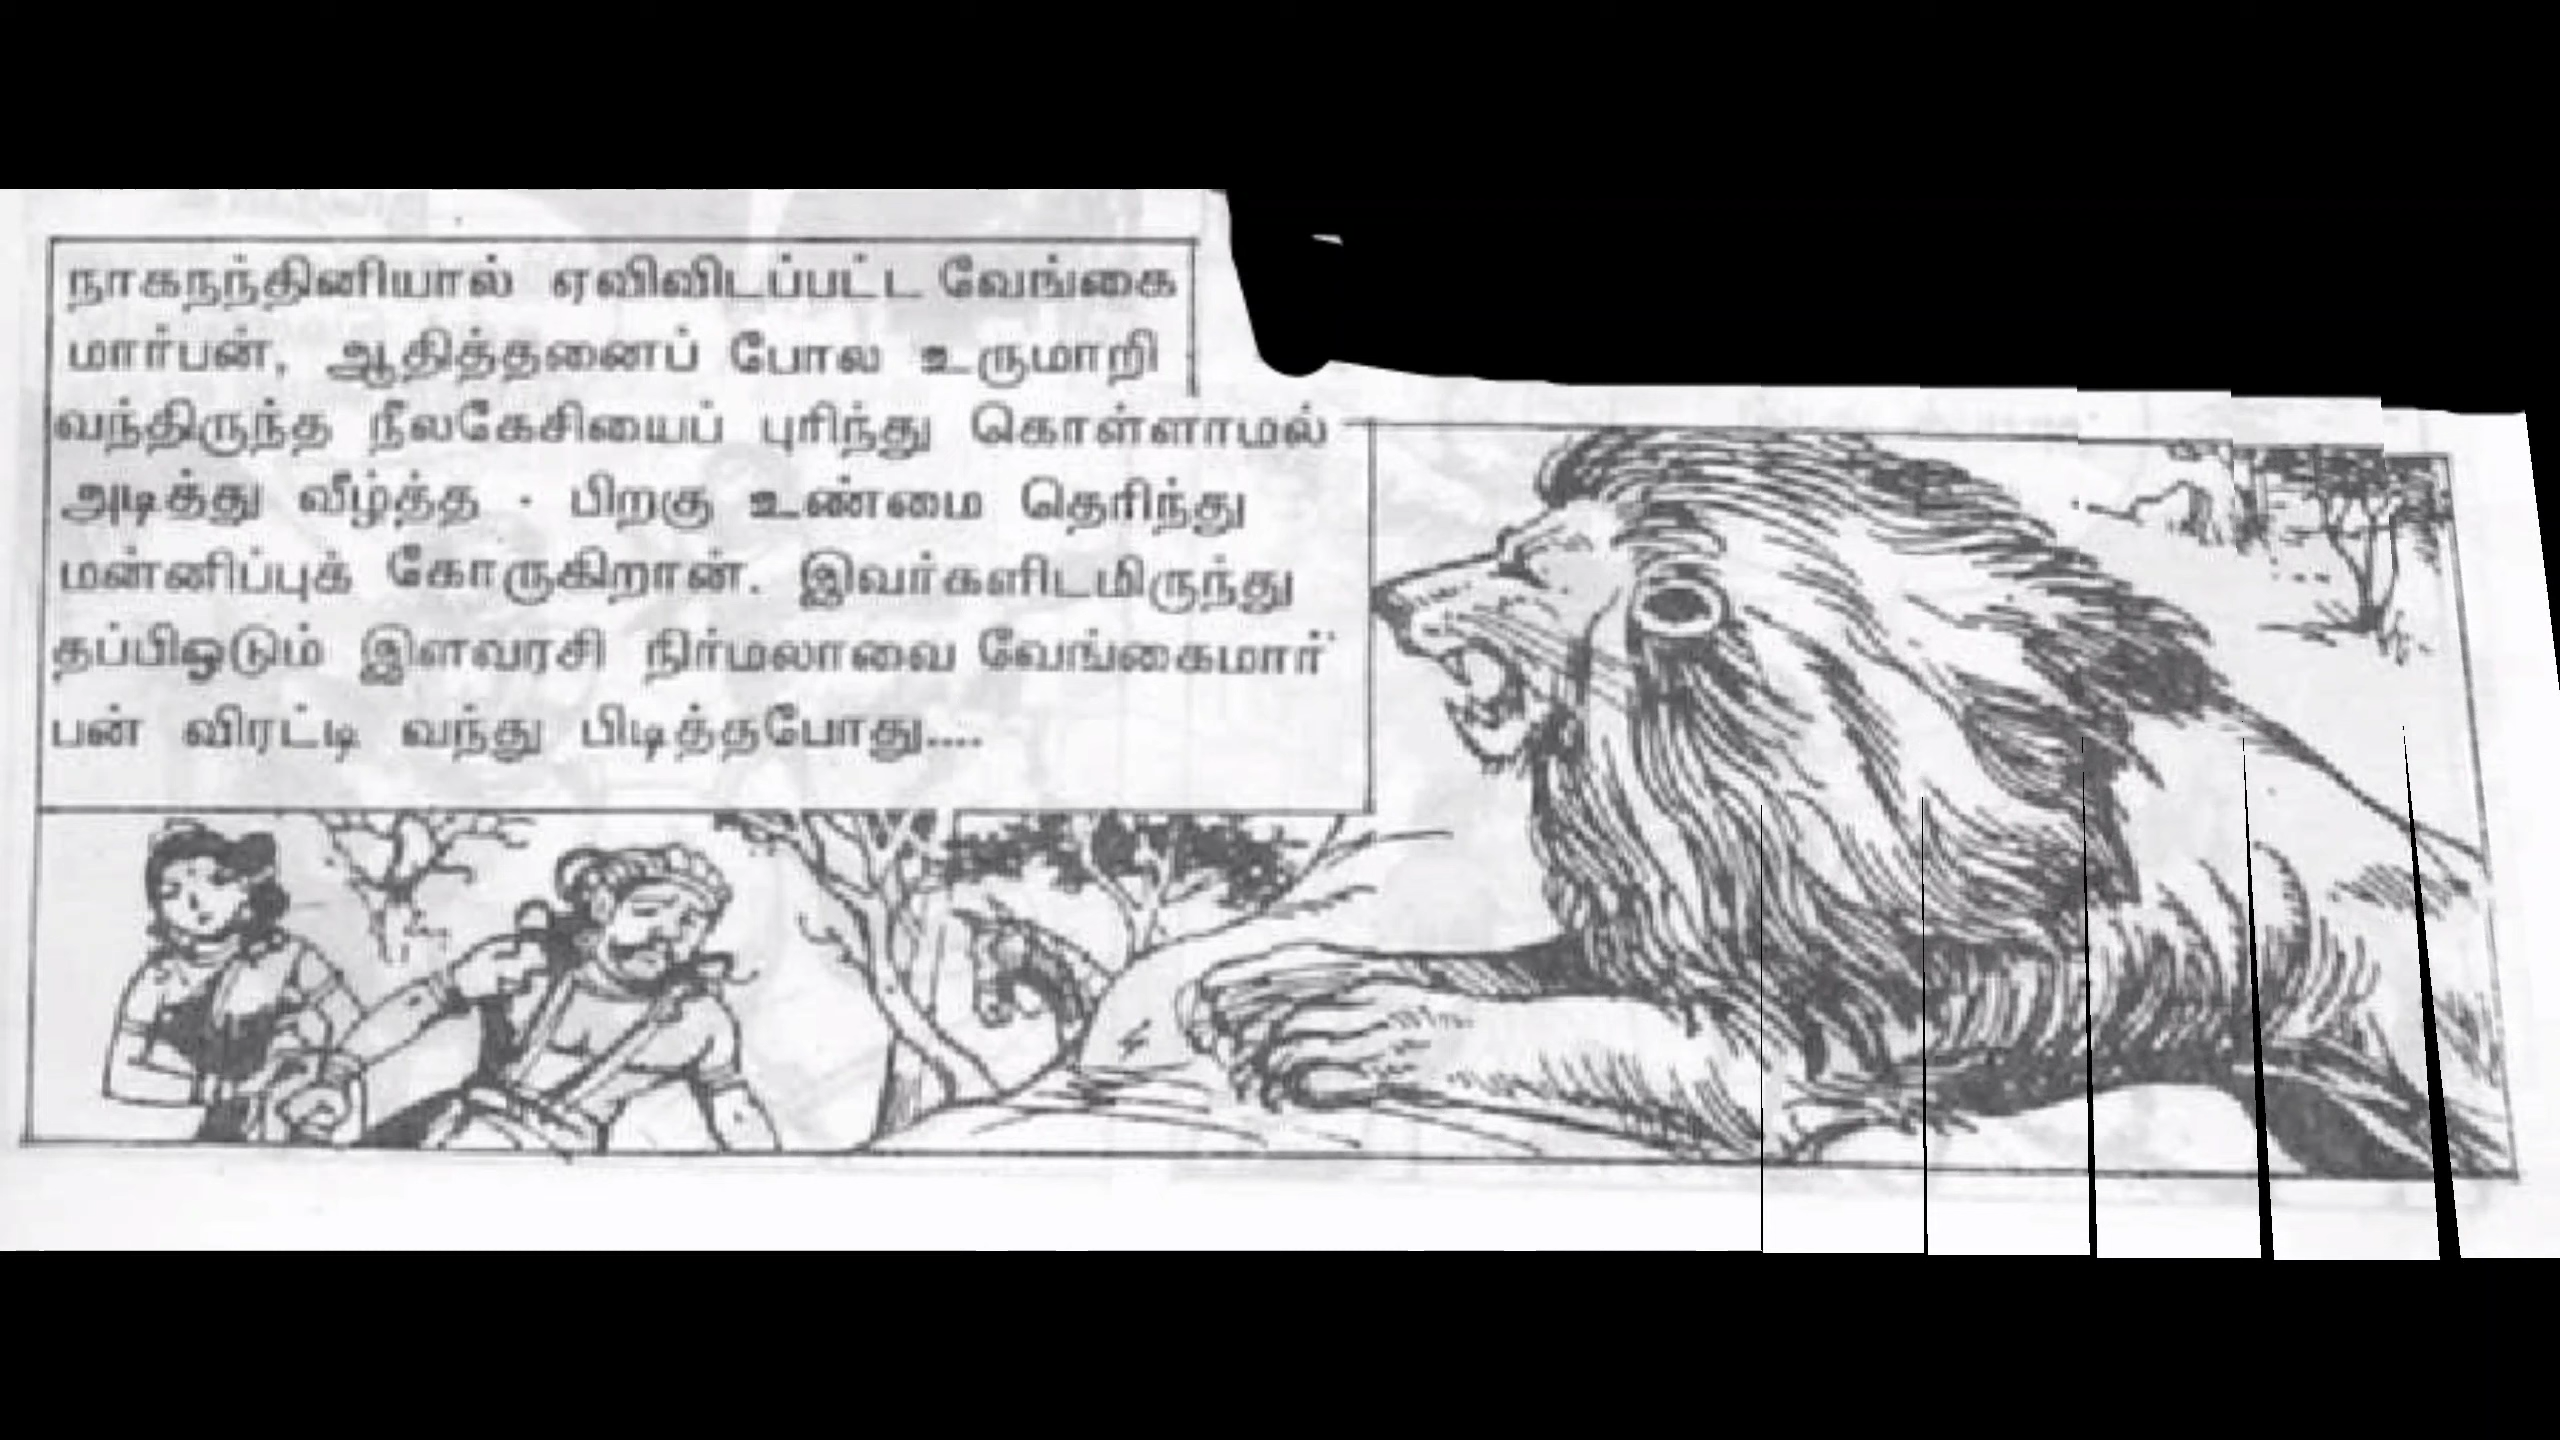 நாகநந்தினியால் ஏவிவிடப்பட்ட வேங்கை
மார்பன், ஆதித்தனைப் போல உருமாறி
வந்திருந்த நீலகேசியைப் புரிந்து கொள்ளாமல்
அடித்து வீழ்த்த - பிறகு உண்மை தெரிந்து
மன்னிப்புக் கோருகிறான். இவர்களிடமிருந்து
தப்பிஓடும் இளவரசி நிர்மலாவை வேங்கைமார்
பன் விரட்டி வந்து பிடித்தபோது....